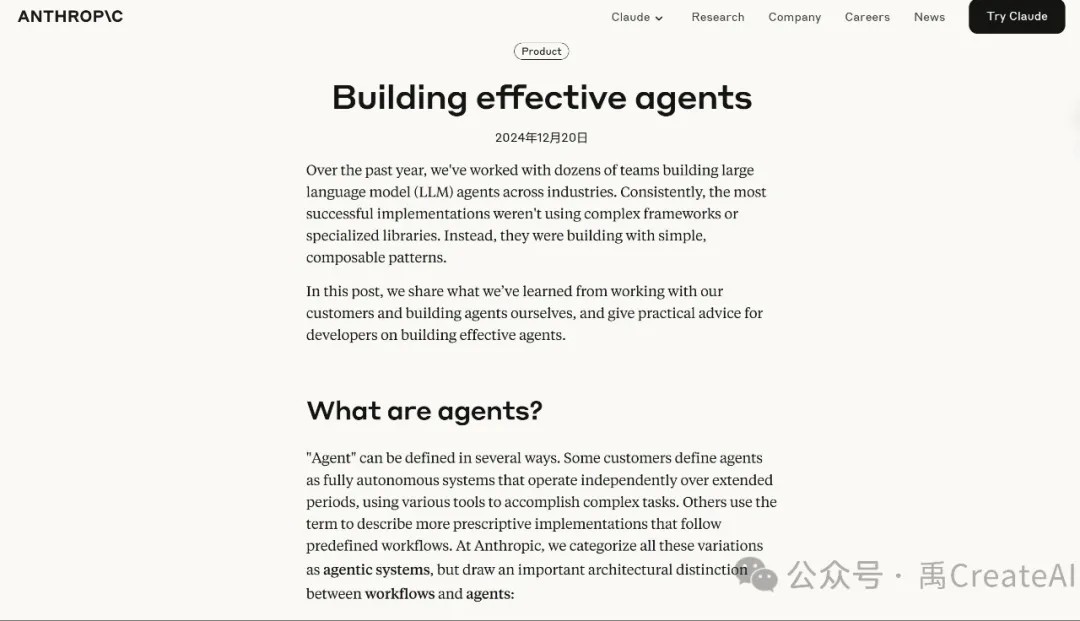 ANTHROP\C
Claude
Research
Company
Careers
News
Try Claude
Product
Building effective agents
2024年12月20日
Over the past year, we've worked with dozens of teams building large
language model (LLM) agents across industries. Consistently, the most
successful implementations weren't using complex frameworks or
specialized libraries. Instead, they were building with simple,
composable patterns.
In this post, we share what we’ve learned from working with our
customers and building agents ourselves, and give practical advice for
developers on building effective agents.
What are agents?
"Agent" can be defined in several ways. Some customers define agents
as fully autonomous systems that operate independently over extended
periods, using various tools to accomplish complex tasks. Others use the
term to describe more prescriptive implementations that follow
predefined workflows. At Anthropic, we categorize all these variations
as agentic systems, but draw an important architectural distinction
between workflows and agents:
公众号 · 禹CreateAI